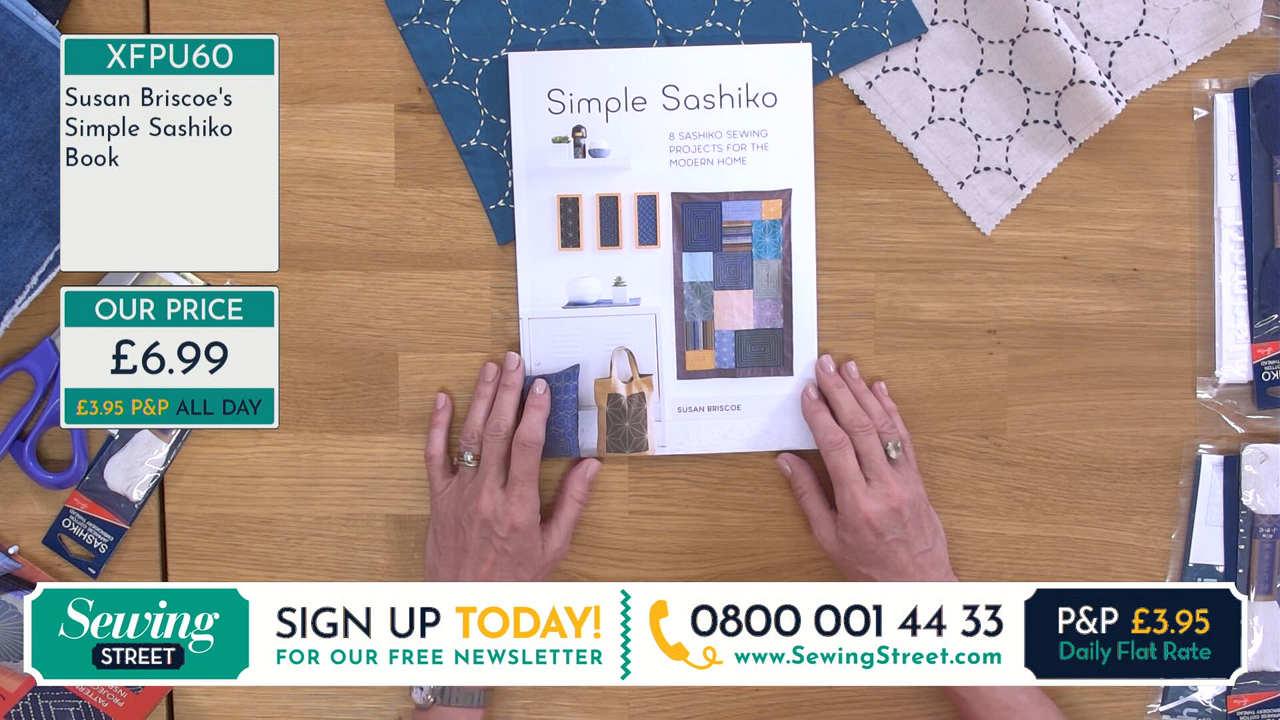 XFPU60
Susan Briscoe's
Simple Sashiko
Book
OUR PRICE
£6.99
£3.95 P&P ALL DAY
Simple Sashiko
8 SASHIKO SEWING
PROJECTS FOR THE
MODERN HOME
SUSAN BRISCOE
SASHIKO
Sewing
STREET
SIGN UP TODAY!
FOR OUR FREE NEWSLETTER
0800 001 44 33
www.SewingStreet.com
P&P £3.95
Daily Flat Rate